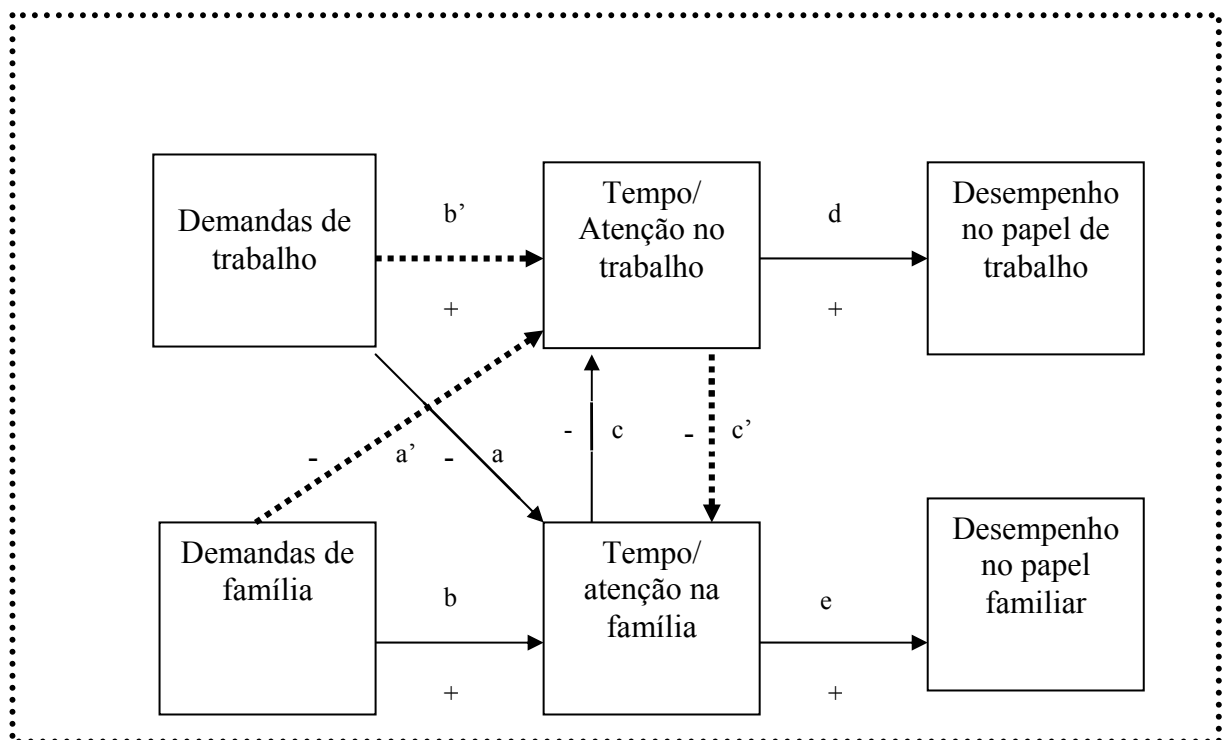 Demandas de
trabalho
b’
+
Tempo/
Atenção no
trabalho
d
+
Desempenho
no papel de
trabalho
-
a’
-
a
-
c
-
c’
Demandas de
família
b
+
Tempo/
atenção na
família
e
+
Desempenho
no papel
familiar